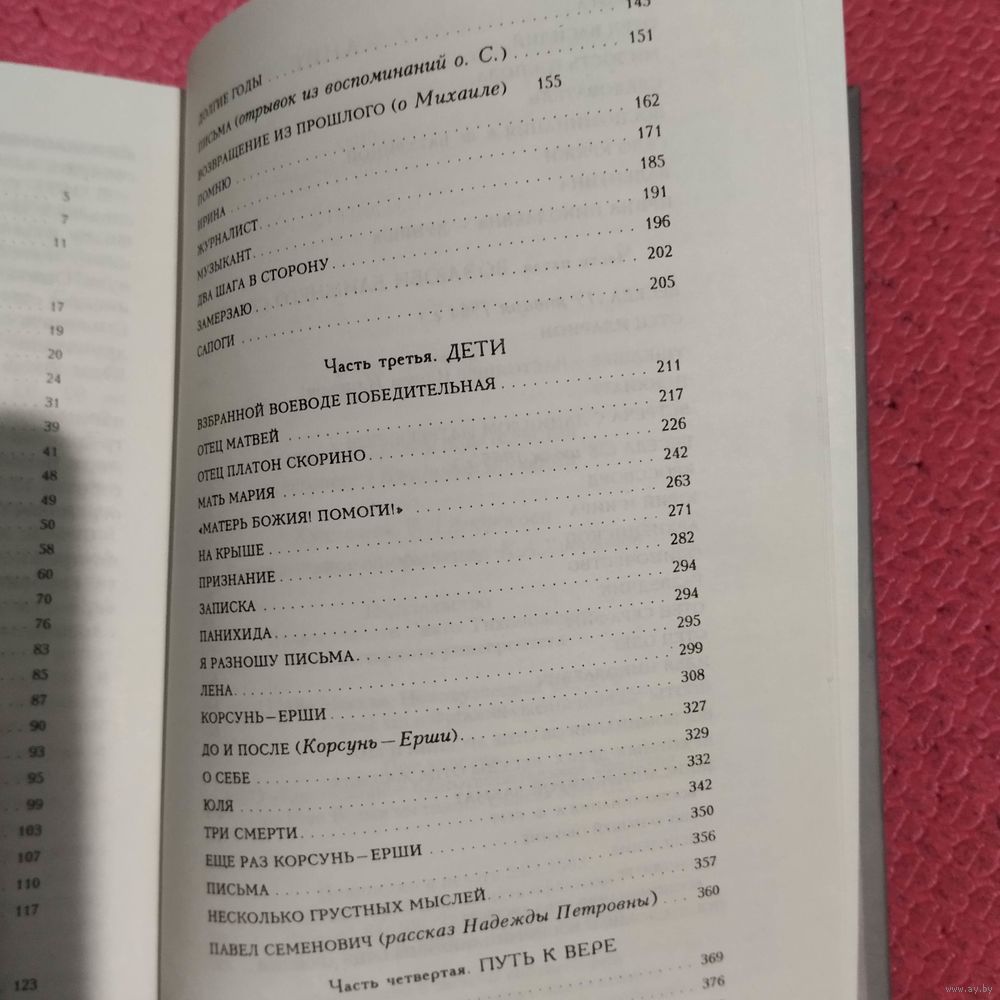 5
7
11
17
19
20
24
31
39
41
48
49
50
58
60
70
76
83
85
87
90
93
95
99
103
107
110
117
123
ДОЛГИЕ ГОДЫ . . . 145
ПИСЬМА (отрывок из воспоминаний о. С.) . . . 151
ВОЗВРАЩЕНИЕ ИЗ ПРОШЛОГО (о Михаиле) 155
ПОМНЮ . . . 162
ИРИНА . . . 171
ЖУРНАЛИСТ . . . 185
МУЗЫКАНТ . . . 191
ДВА ШАГА В СТОРОНУ . . . 196
ЗАМЕРЗАЮ . . . 202
САПОГИ . . . 205
Часть третья. ДЕТИ
ВЗБРАННОЙ ВОЕВОДЕ ПОБЕДИТЕЛЬНАЯ . . . 211
ОТЕЦ МАТВЕЙ . . . 217
ОТЕЦ ПЛАТОН СКОРИНО . . . 226
МАТЬ МАРИЯ . . . 242
«МАТЕРЬ БОЖИЯ! ПОМОГИ!» . . . 263
НА КРЫШЕ . . . 271
ПРИЗНАНИЕ . . . 282
ЗАПИСКА . . . 294
ПАНИХИДА . . . 294
Я РАЗНОШУ ПИСЬМА . . . 295
ЛЕНА . . . 299
КОРСУНЬ – ЕРШИ . . . 308
ДО И ПОСЛЕ (Корсунь – Ерши) . . . 327
О СЕБЕ . . . 329
ЮЛЯ . . . 332
ТРИ СМЕРТИ . . . 342
ЕЩЕ РАЗ КОРСУНЬ – ЕРШИ . . . 350
ПИСЬМА . . . 356
НЕСКОЛЬКО ГРУСТНЫХ МЫСЛЕЙ . . . 357
ПАВЕЛ СЕМЕНОВИЧ (рассказ Надежды Петровны) . . . 360
Часть четвертая. ПУТЬ К ВЕРЕ
369
376
www.ay.by